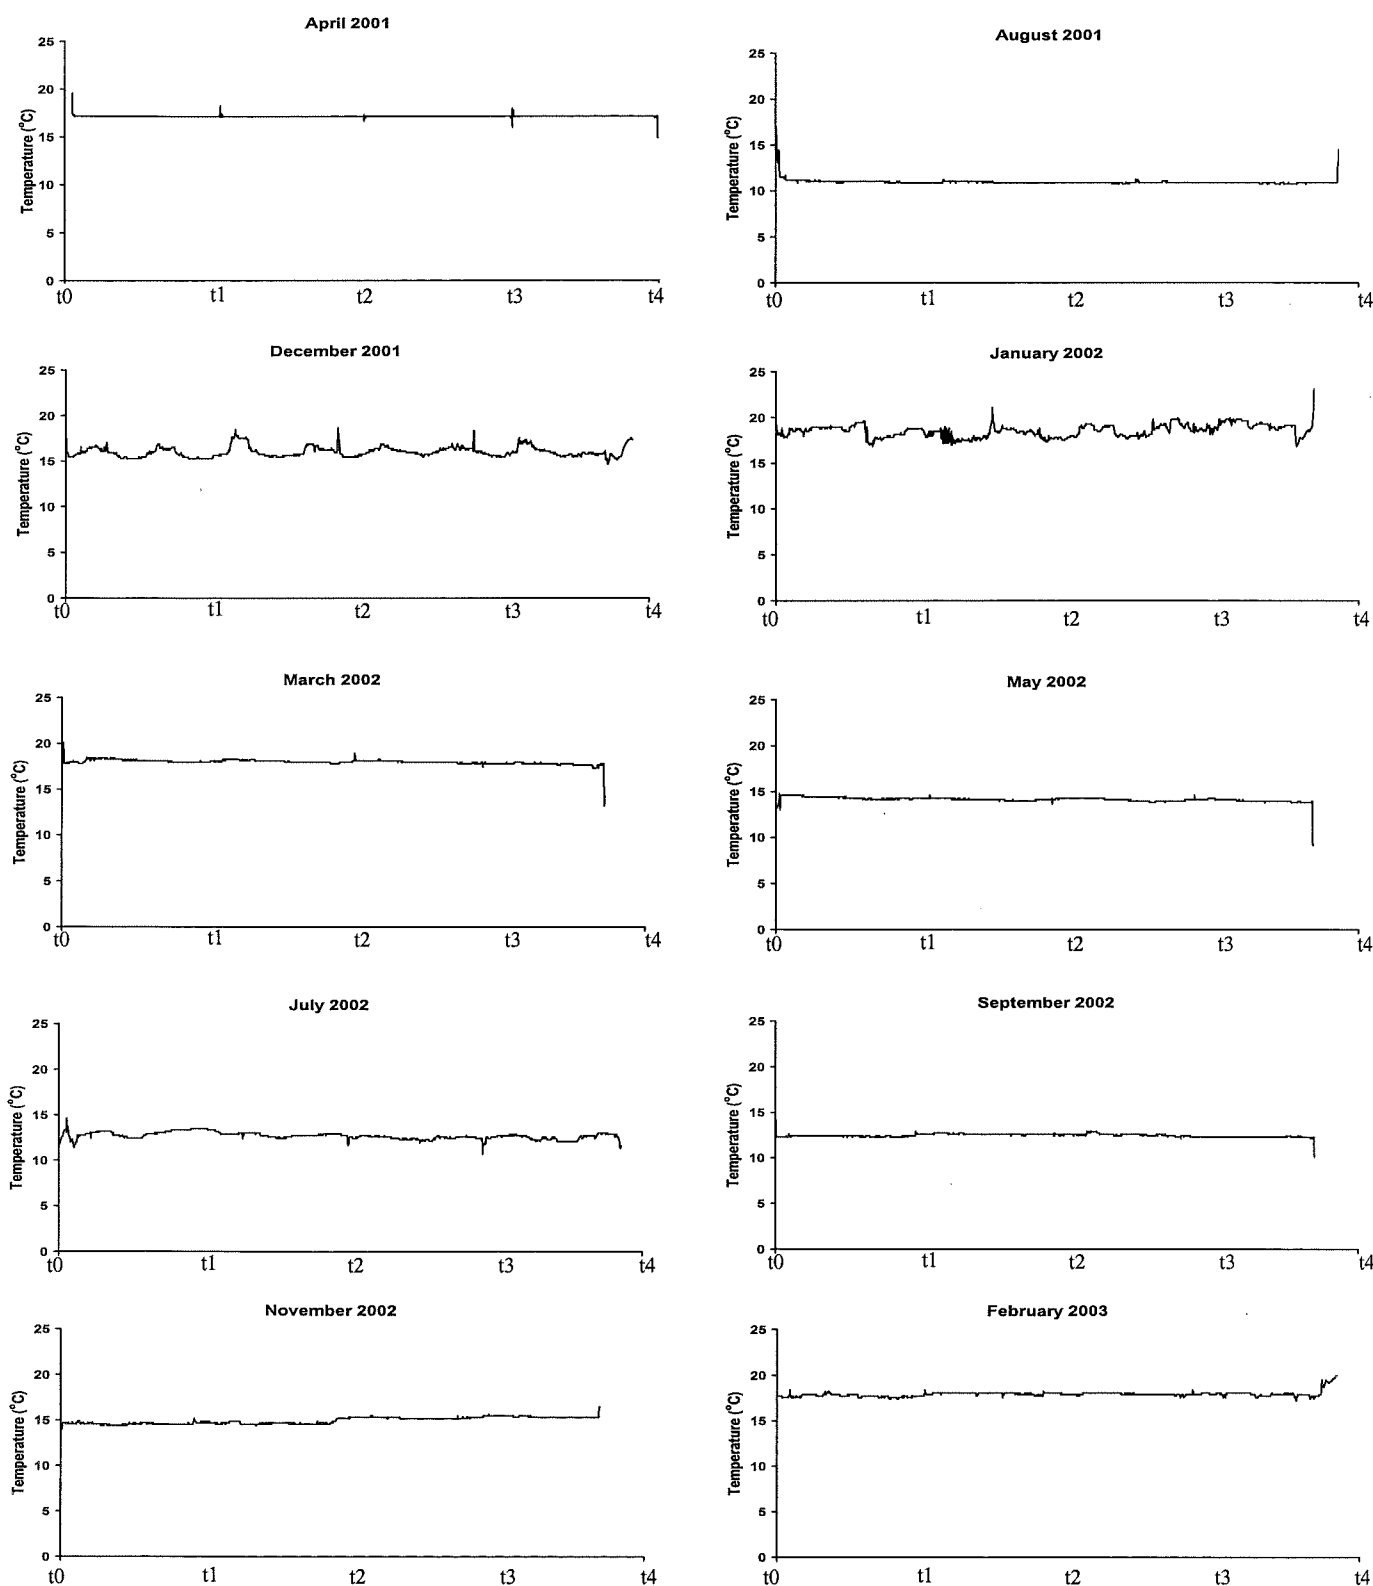 April 2001
Temperature (°C)
25
20
15
10
5
0
t0 t1 t2 t3 t4
August 2001
Temperature (°C)
25
20
15
10
5
0
t0 t1 t2 t3 t4
December 2001
Temperature (°C)
25
20
15
10
5
0
t0 t1 t2 t3 t4
January 2002
Temperature (°C)
25
20
15
10
5
0
t0 t1 t2 t3 t4
March 2002
Temperature (°C)
25
20
15
10
5
0
t0 t1 t2 t3 t4
May 2002
Temperature (°C)
25
20
15
10
5
0
t0 t1 t2 t3 t4
July 2002
Temperature (°C)
25
20
15
10
5
0
t0 t1 t2 t3 t4
September 2002
Temperature (°C)
25
20
15
10
5
0
t0 t1 t2 t3 t4
November 2002
Temperature (°C)
25
20
15
10
5
0
t0 t1 t2 t3 t4
February 2003
Temperature (°C)
25
20
15
10
5
0
t0 t1 t2 t3 t4